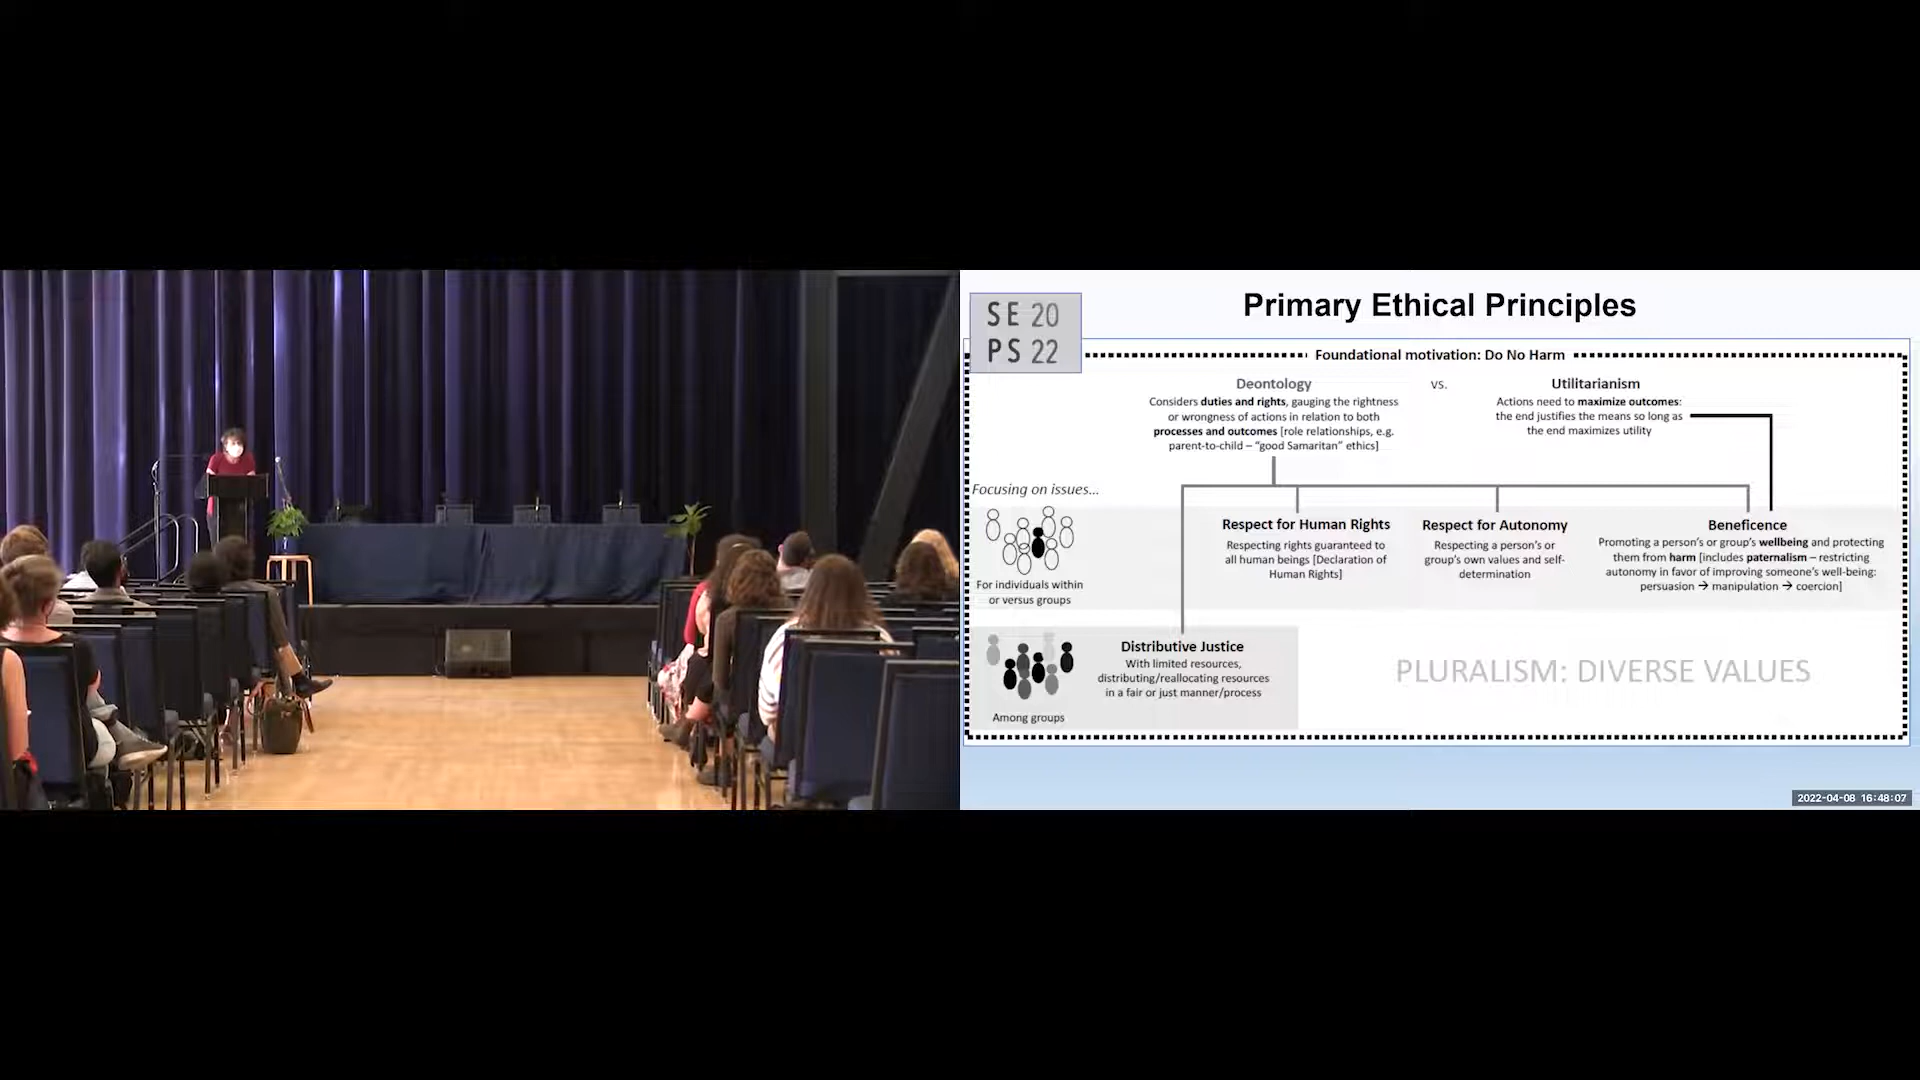 Primary Ethical Principles
SE 20
PS 22
Foundational motivation: Do No Harm
Deontology
vs.
Utilitarianism
Considers duties and rights, gauging the rightness
or wrongness of actions in relation to both
processes and outcomes [role relationships, e.g.
parent-to-child – “good Samaritan” ethics]
Actions need to maximize outcomes:
the end justifies the means so long as
the end maximizes utility
Focusing on issues...
For individuals within
or versus groups
Respect for Human Rights
Respecting rights guaranteed to
all human beings [Declaration of
Human Rights]
Respect for Autonomy
Respecting a person’s or
group’s own values and self-
determination
Beneficence
Promoting a person’s or group’s wellbeing and protecting
them from harm [includes paternalism – restricting
autonomy in favor of improving someone’s well-being:
persuasion → manipulation → coercion]
Among groups
Distributive Justice
With limited resources,
distributing/reallocating resources
in a fair or just manner/process
PLURALISM: DIVERSE VALUES
2022-04-08 16:48:07